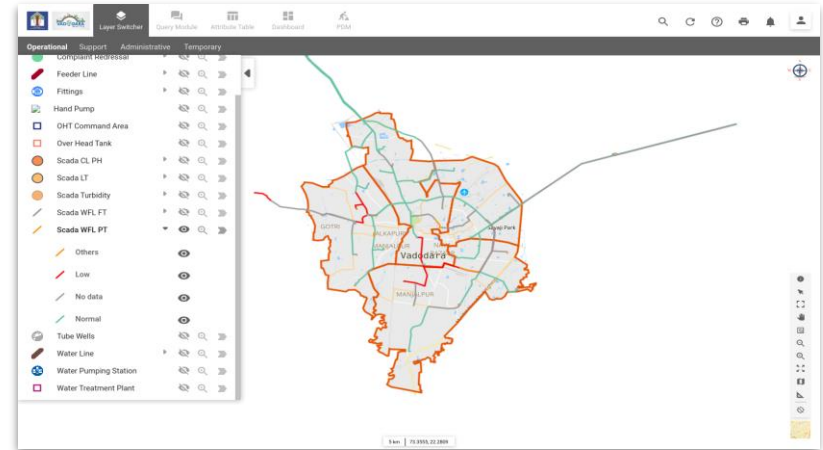 Layer Switcher
Query Module
Attribute Table
Dashboard
PDM
Operational Support Administrative Temporary
Complaint Redressal
Feeder Line
Fittings
Hand Pump
OHT Command Area
Over Head Tank
Scada CL PH
Scada LT
Scada Turbidity
Scada WFL FT
Scada WFL PT
Others
Low
No data
Normal
Tube Wells
Water Line
Water Pumping Station
Water Treatment Plant
GOTRI
Vadodara
MANJALPUR
5 km